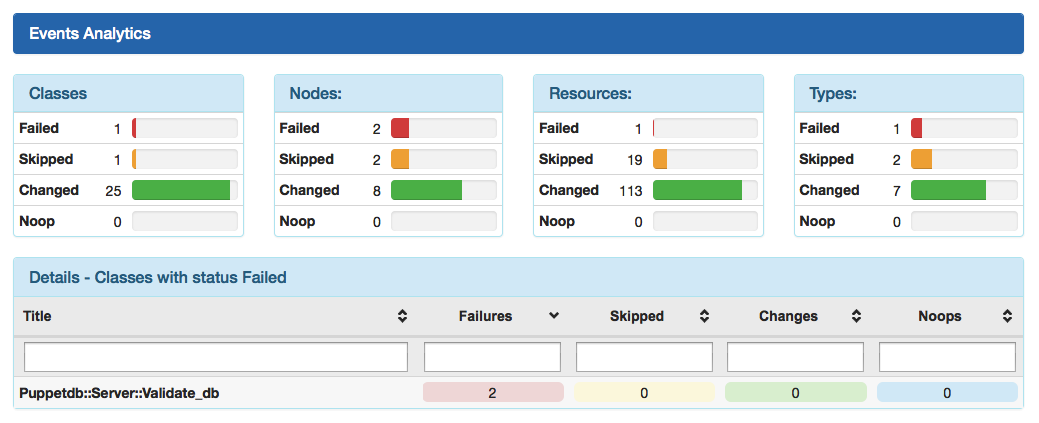 Events Analytics
Classes Nodes: Resources: Types:
Failed 1 Failed 2 Failed 1 Failed 1
Skipped 1 Skipped 2 Skipped 19 Skipped 2
Changed 25 Changed 8 Changed 113 Changed 7
Noop 0 Noop 0 Noop 0 Noop 0
Details - Classes with status Failed
Title Failures Skipped Changes Noops
Puppetdb::Server::Validate_db 2 0 0 0